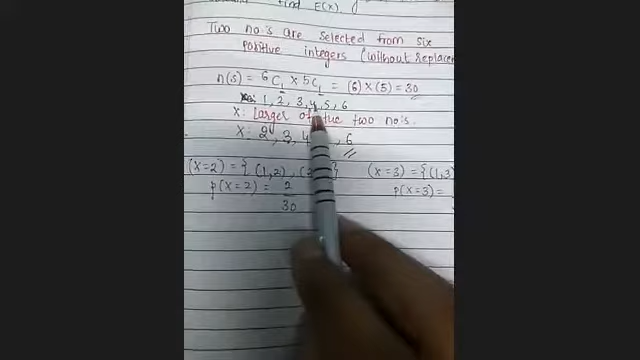 find E(X).
Two no's are selected from six
positive integers (without replacem
n(s) = 6C1 × 5C1 = (6) × (5) = 30
1, 2, 3, 4, 5, 6
X: Larger of the two no's.
X: 2, 3, 4 , 6
(X=2) = { (1,2), (2 } (X=3) = { (1,3)
P(X=2) = 2/30 P(X=3) =